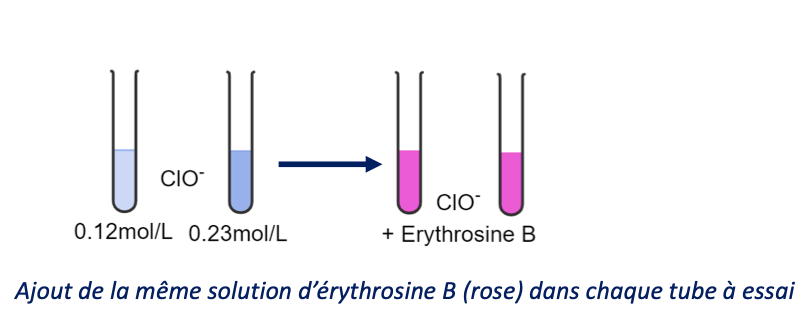 ClO⁻
0.12mol/L 0.23mol/L
ClO⁻
+ Erythrosine B
Ajout de la même solution d’érythrosine B (rose) dans chaque tube à essai